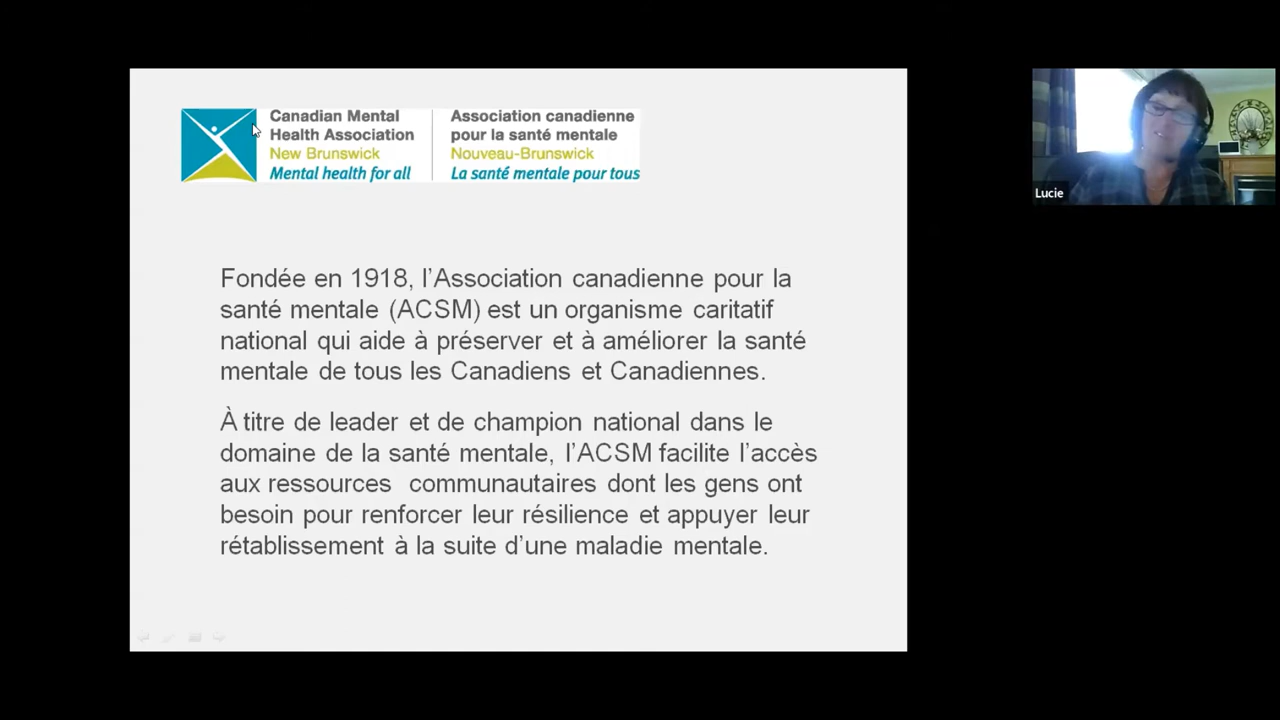 Canadian Mental
Health Association
New Brunswick
Mental health for all
Association canadienne
pour la santé mentale
Nouveau-Brunswick
La santé mentale pour tous
Lucie
Fondée en 1918, l’Association canadienne pour la
santé mentale (ACSM) est un organisme caritatif
national qui aide à préserver et à améliorer la santé
mentale de tous les Canadiens et Canadiennes.
À titre de leader et de champion national dans le
domaine de la santé mentale, l’ACSM facilite l’accès
aux ressources communautaires dont les gens ont
besoin pour renforcer leur résilience et appuyer leur
rétablissement à la suite d’une maladie mentale.